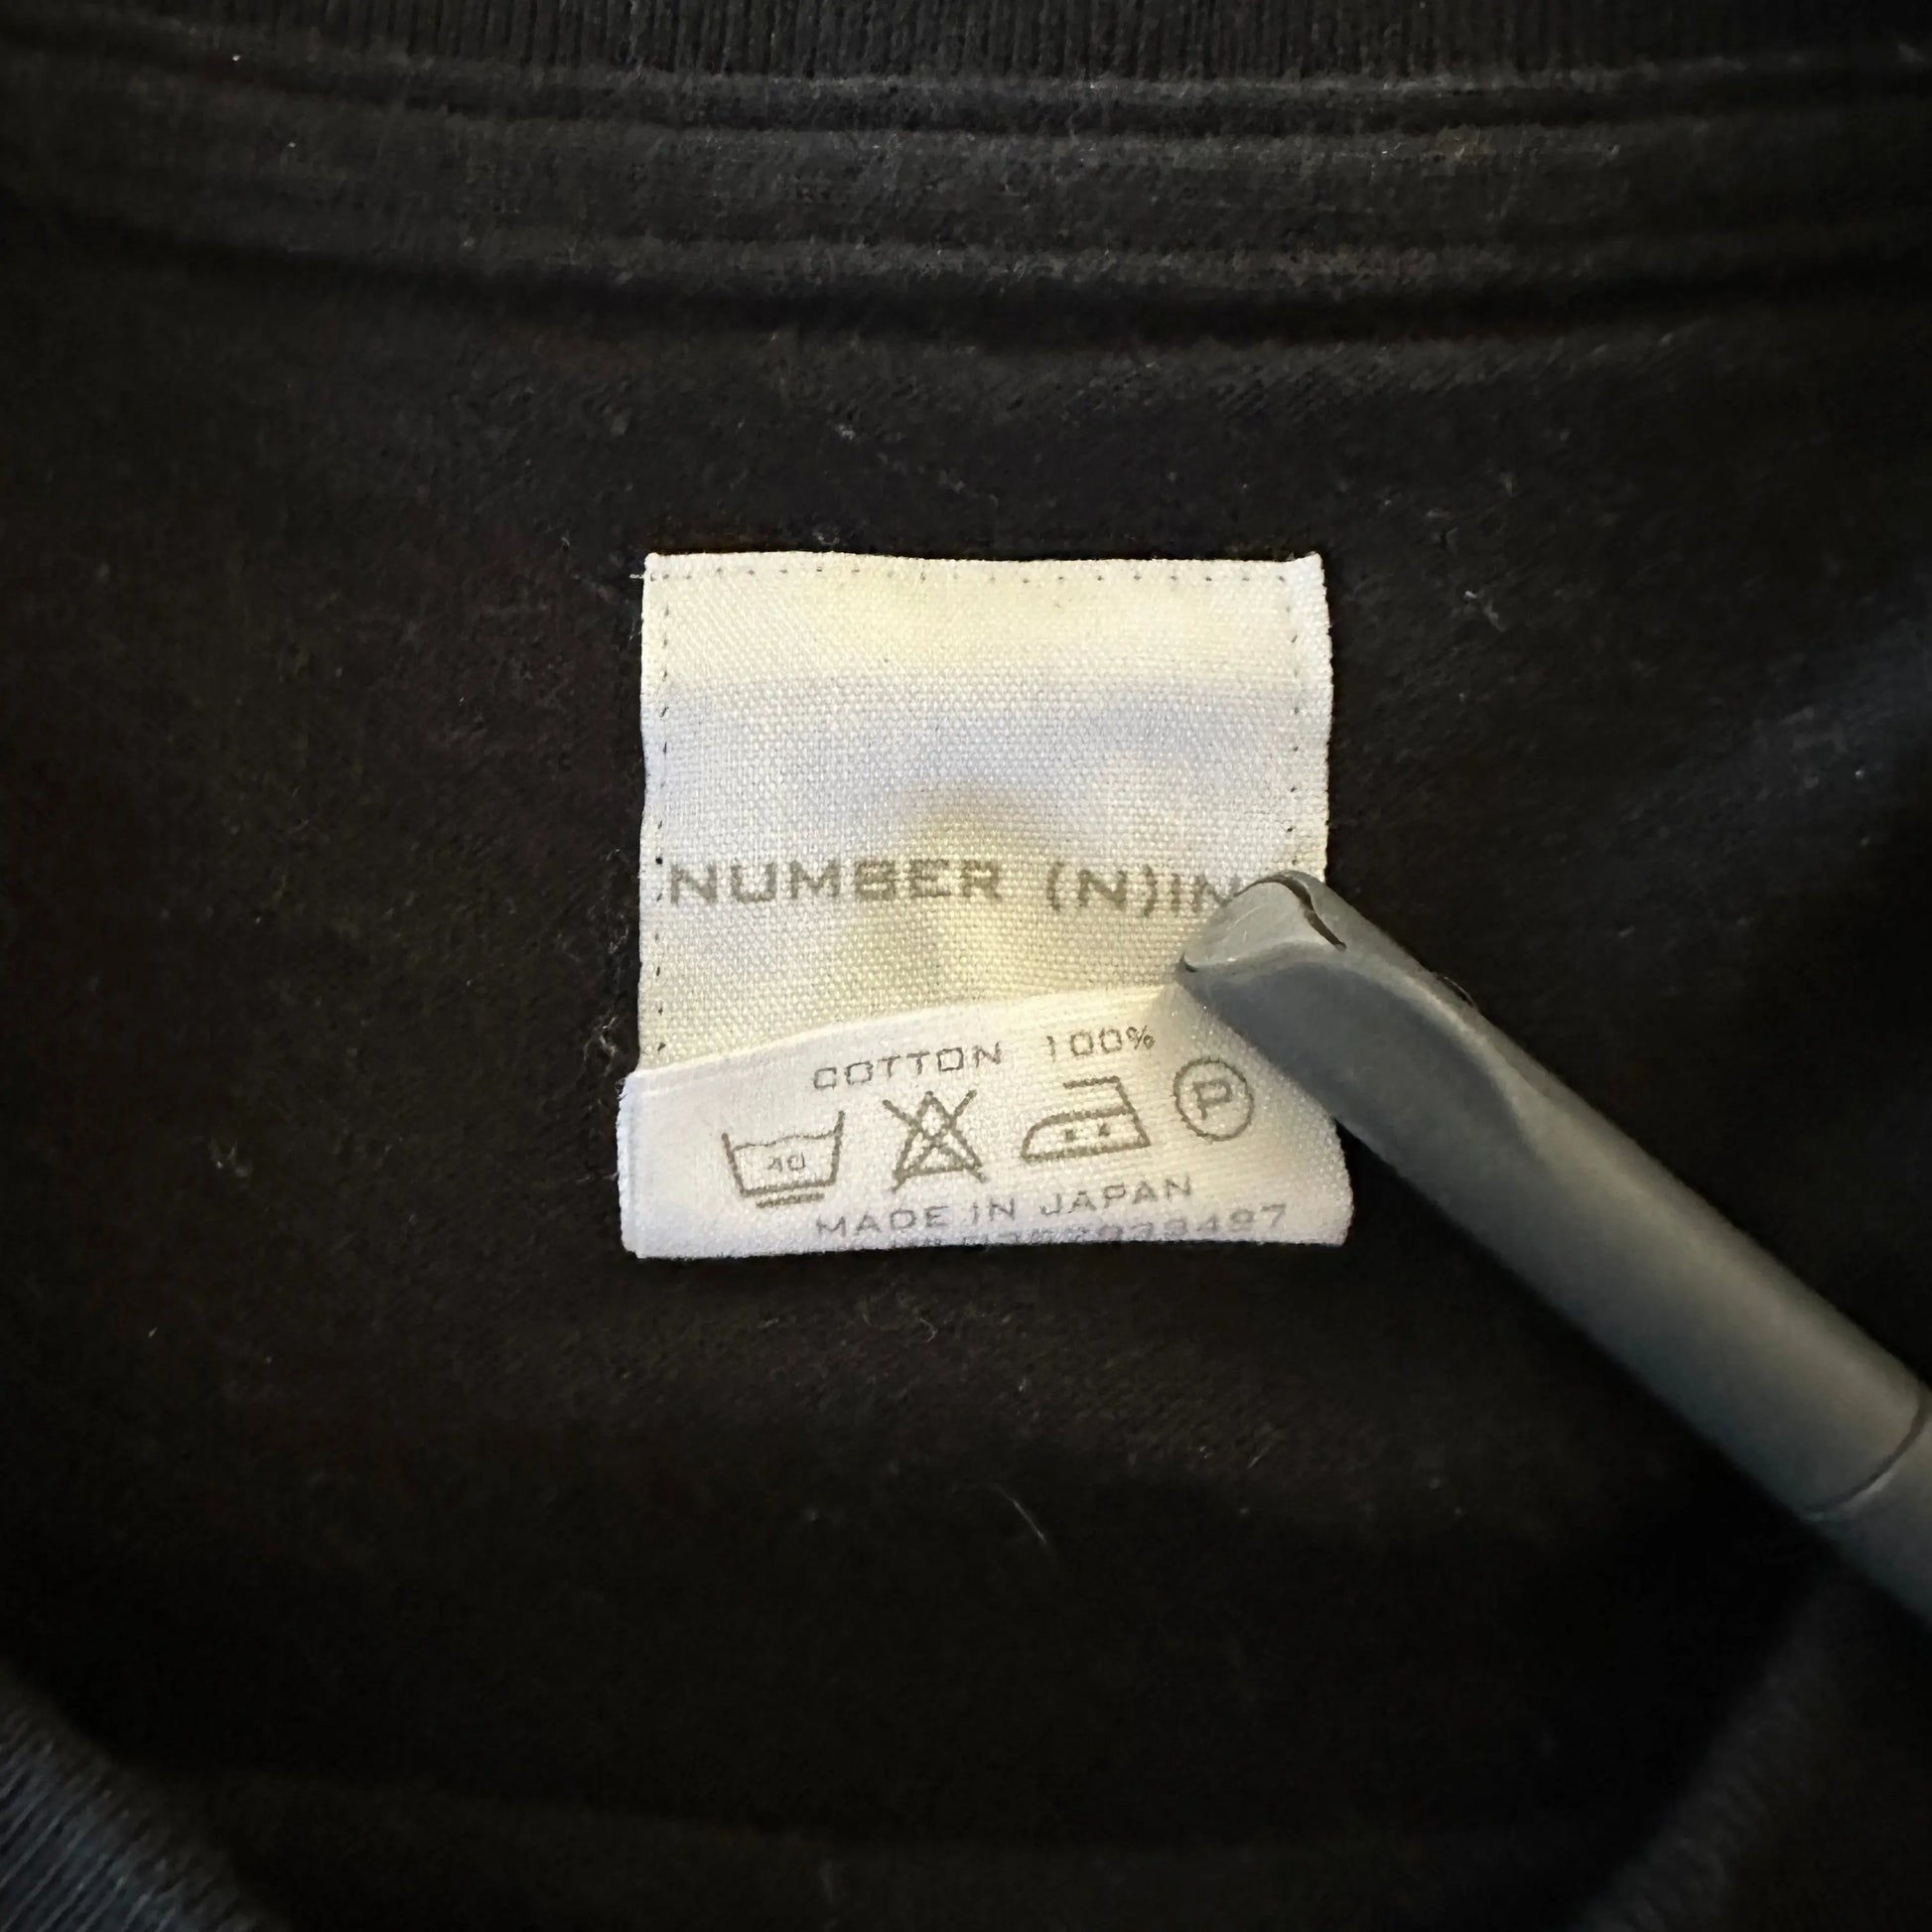 NUMBER (N)IN
COTTON 100%
40
P
MADE IN JAPAN